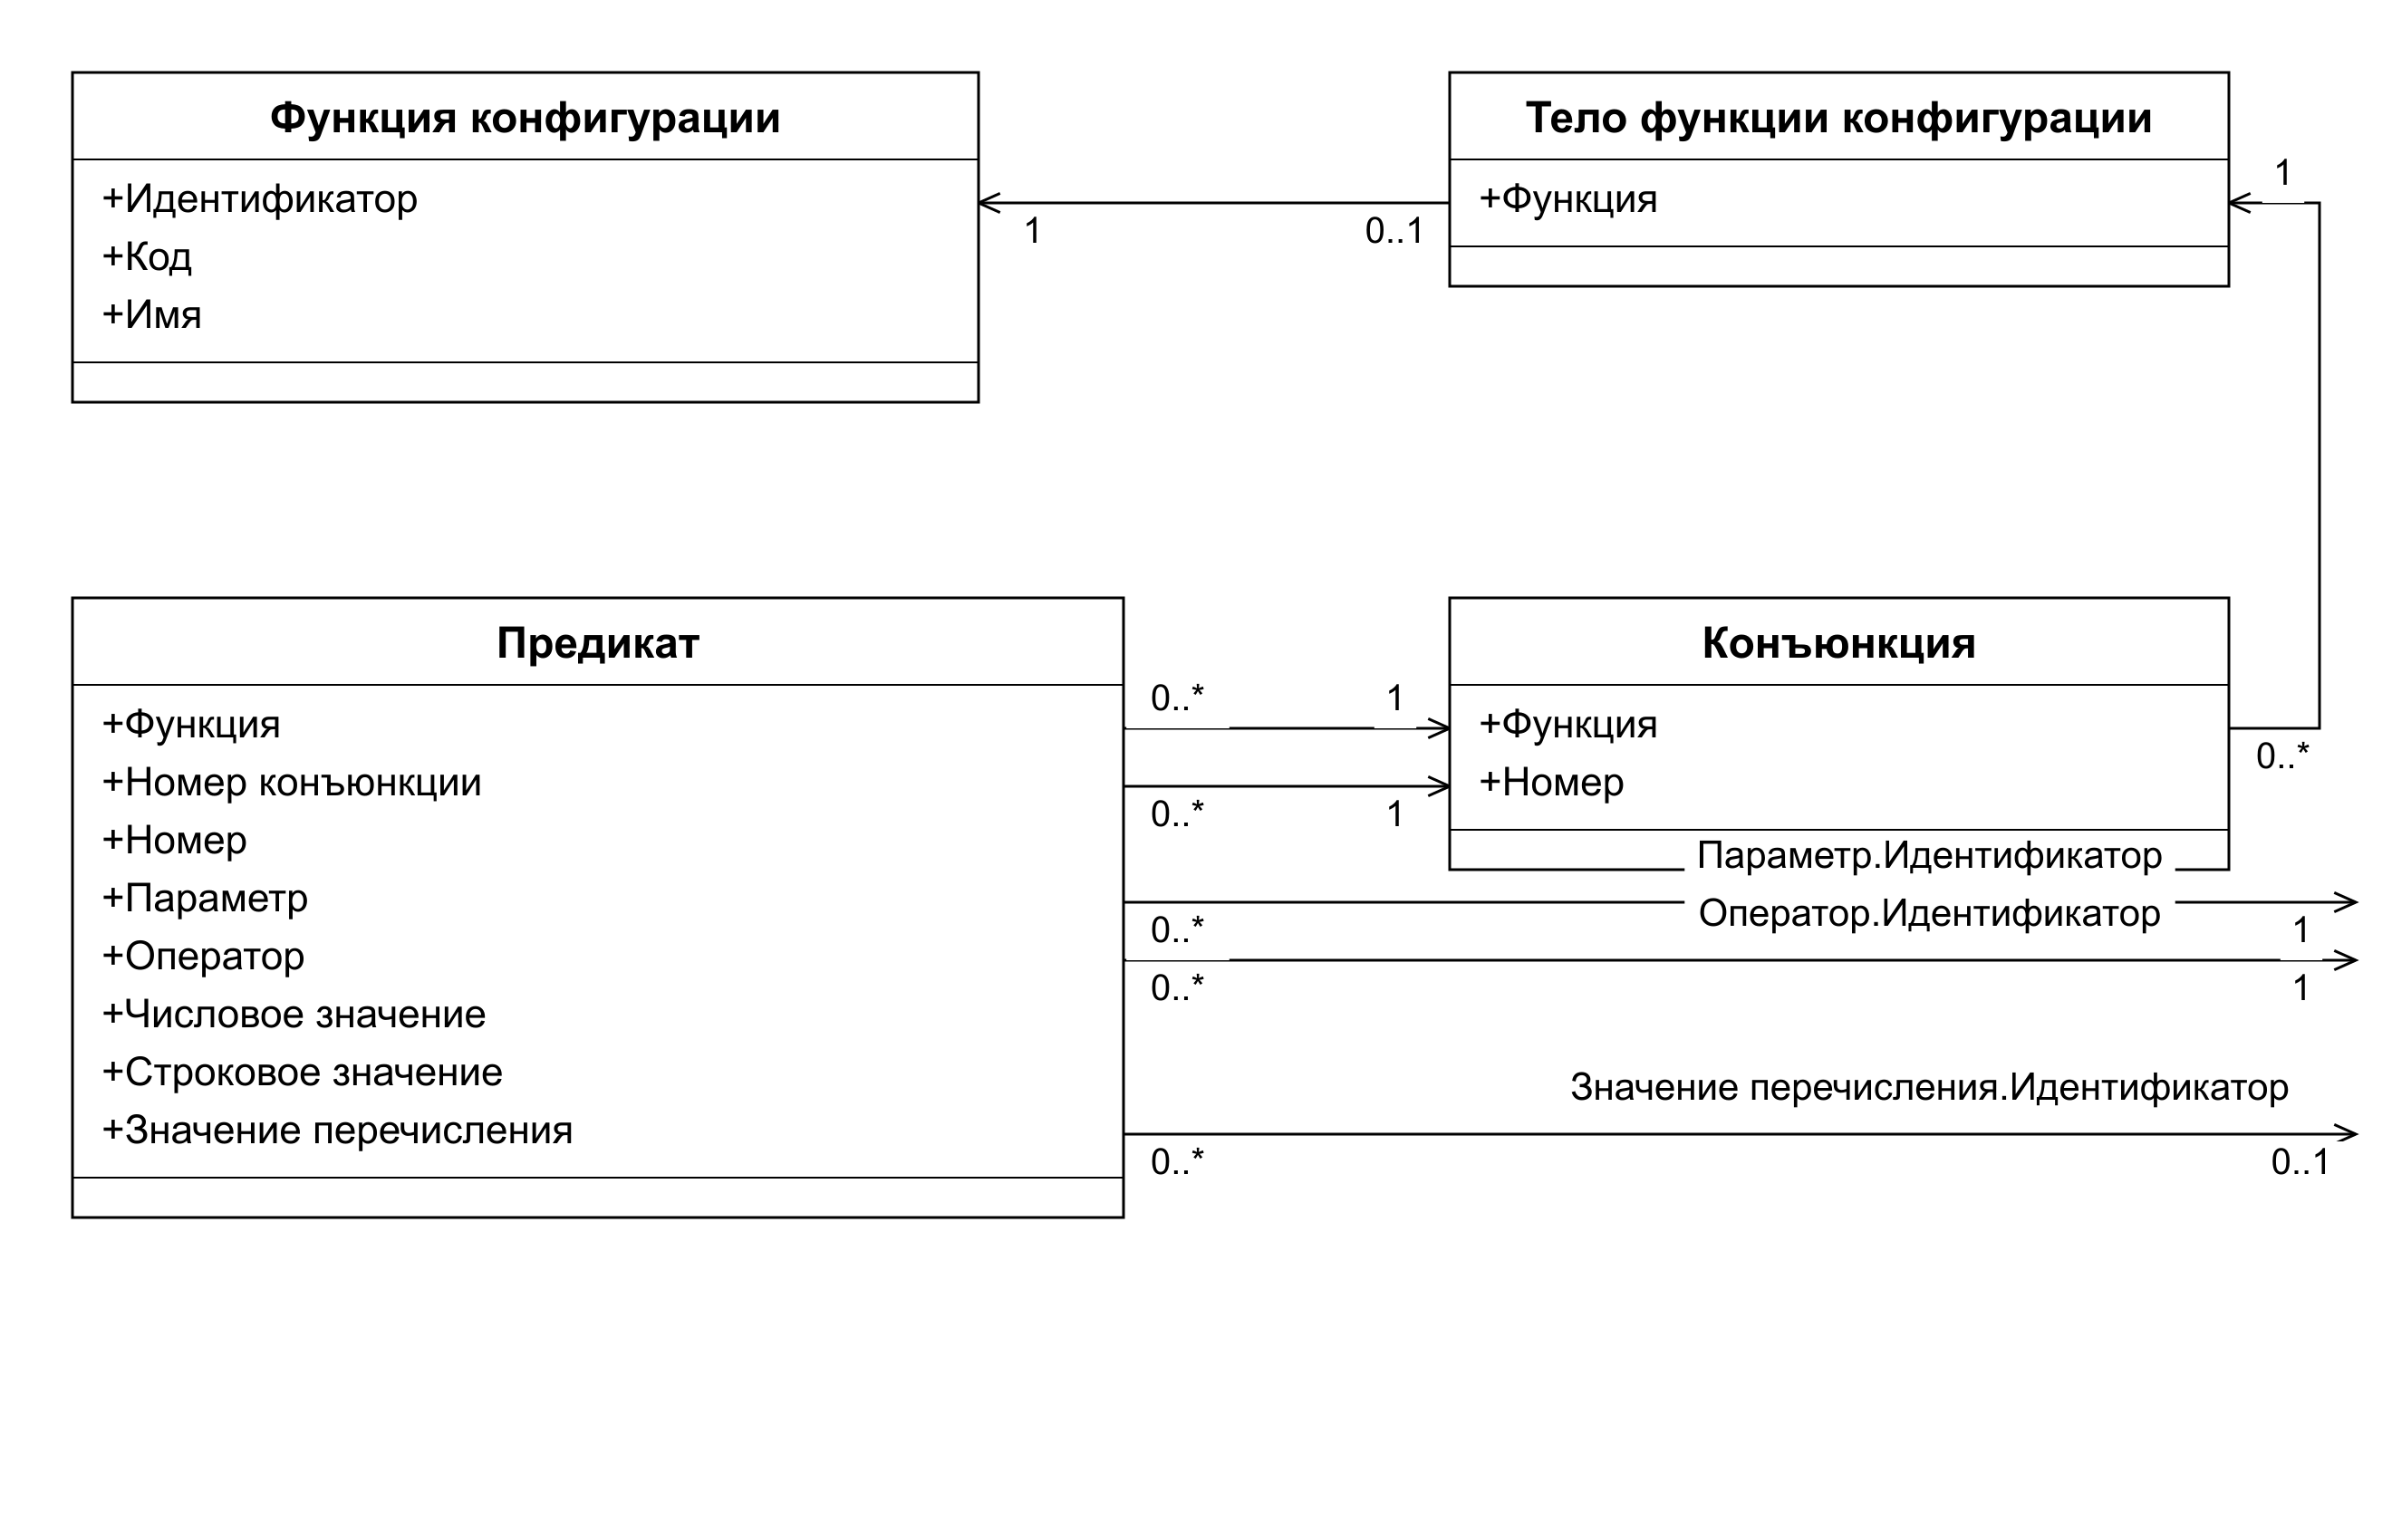 Функция конфигурации
+Идентификатор
+Код
+Имя
1
0..1
Тело функции конфигурации
+Функция
1
Предикат
+Функция
+Номер конъюнкции
+Номер
+Параметр
+Оператор
+Числовое значение
+Строковое значение
+Значение перечисления
0..*
1
0..*
1
Конъюнкция
+Функция
+Номер
0..*
Параметр.Идентификатор
0..*
1
Оператор.Идентификатор
0..*
1
Значение перечисления.Идентификатор
0..*
0..1